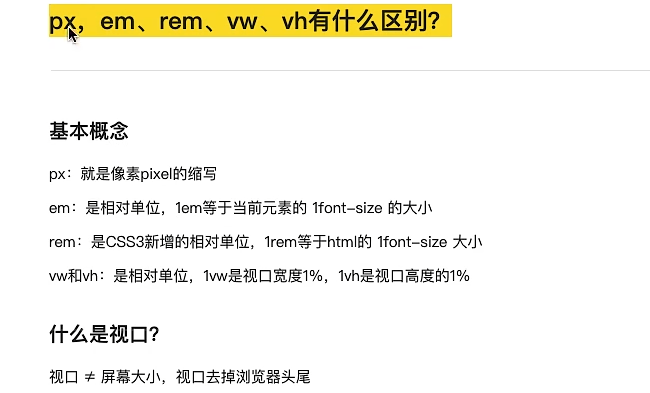 px，em、rem、vw、vh有什么区别？
基本概念
px：就是像素pixel的缩写
em：是相对单位，1em等于当前元素的 1font-size 的大小
rem：是CSS3新增的相对单位，1rem等于html的 1font-size 大小
vw和vh：是相对单位，1vw是视口宽度1%，1vh是视口高度的1%
什么是视口？
视口 ≠ 屏幕大小，视口去掉浏览器头尾